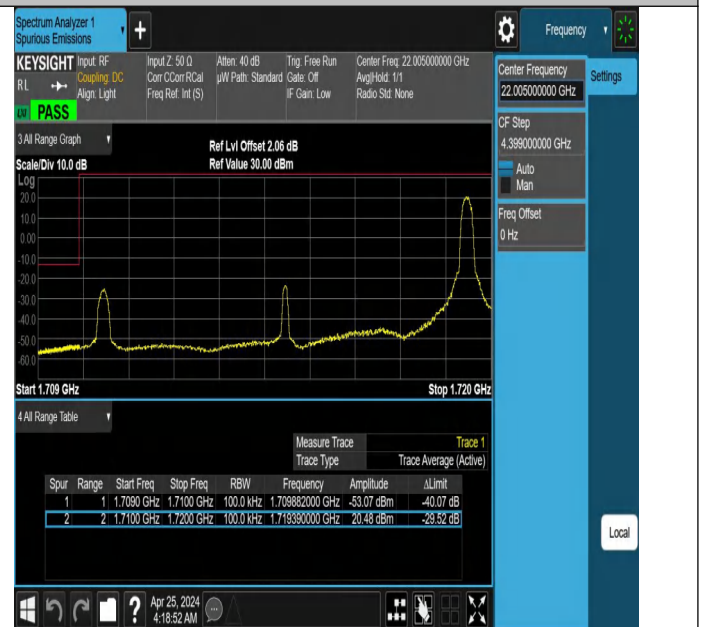 Spectrum Analyzer 1
Spurious Emissions
+
Frequency
KEYSIGHT
RL
PASS
Input: RF
Coupling: DC
Align: Light
Input Z: 50 Ω
Corr CCorr RCal
Freq Ref: Int (S)
Atten: 40 dB
µW Path: Standard
Trig: Free Run
Gate: Off
IF Gain: Low
Center Freq: 22.005000000 GHz
Avg|Hold: 1/1
Radio Std: None
Center Frequency
22.005000000 GHz
Settings
CF Step
4.399000000 GHz
Auto
Man
Freq Offset
0 Hz
3 All Range Graph
Scale/Div 10.0 dB
Ref Lvl Offset 2.06 dB
Ref Value 30.00 dBm
Log
20.0
10.0
0.00
-10.0
-20.0
-30.0
-40.0
-50.0
-60.0
Start 1.709 GHz
Stop 1.720 GHz
4 All Range Table
Measure Trace Trace 1
Trace Type Trace Average (Active)
Spur Range Start Freq Stop Freq RBW Frequency Amplitude ΔLimit
1 1 1.7090 GHz 1.7100 GHz 100.0 kHz 1.709882000 GHz -53.07 dBm -40.07 dB
2 2 1.7100 GHz 1.7200 GHz 100.0 kHz 1.719390000 GHz 20.48 dBm -29.52 dB
Local
?
Apr 25, 2024
4:18:52 AM